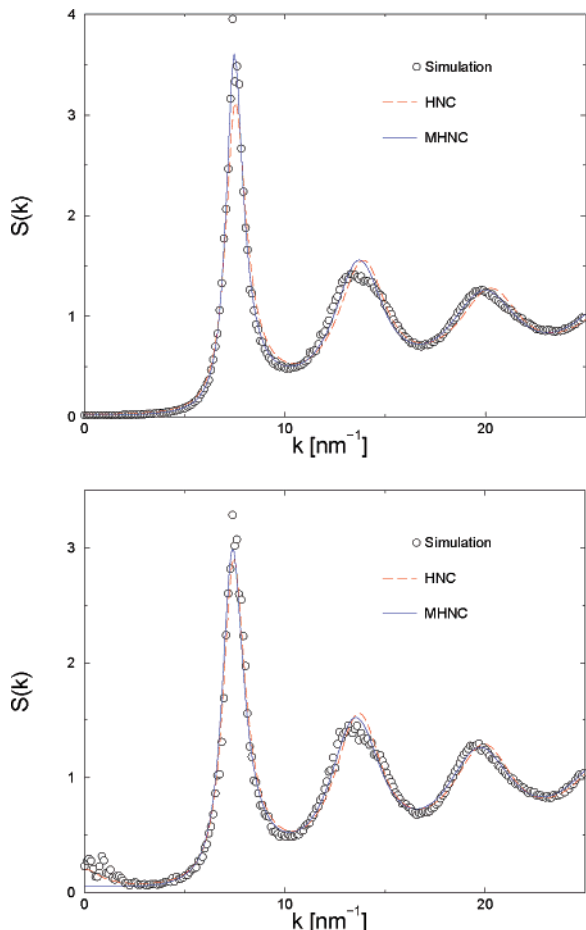 4
3
2
1
0
S(k)
Simulation
HNC
MHNC
0
10
20
k [nm⁻¹]
3
2
1
0
S(k)
Simulation
HNC
MHNC
0
10
20
k [nm⁻¹]